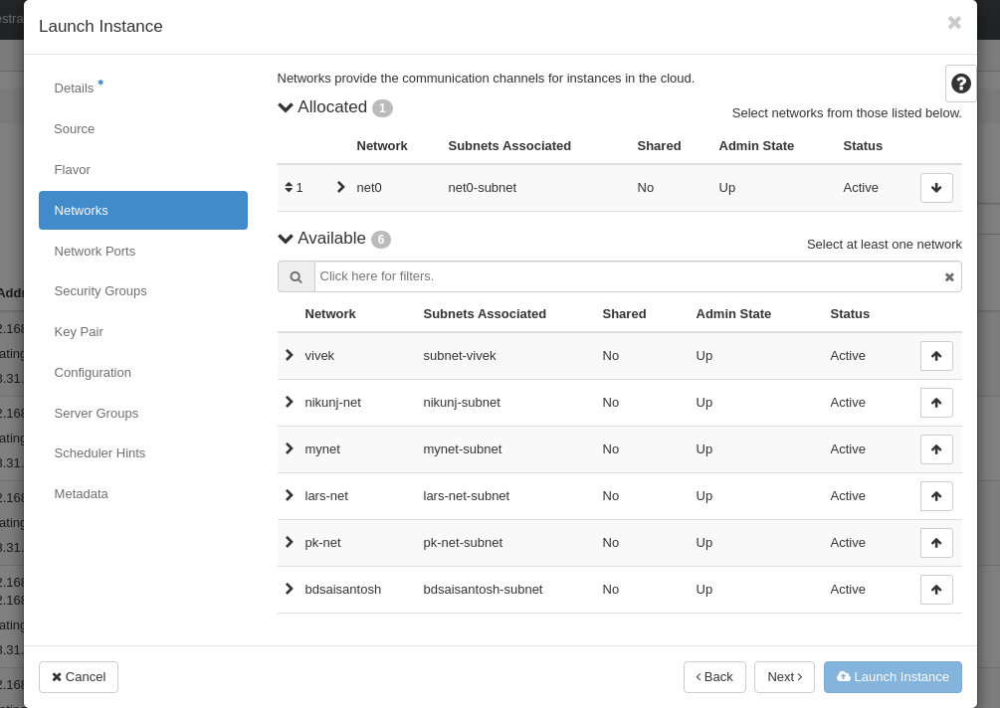 Launch Instance
Details *
Source
Flavor
Networks
Network Ports
Security Groups
Key Pair
Configuration
Server Groups
Scheduler Hints
Metadata
Networks provide the communication channels for instances in the cloud.
Allocated 1
Select networks from those listed below.
Network Subnets Associated Shared Admin State Status
1 net0 net0-subnet No Up Active
Available 6
Select at least one network
Click here for filters.
Network Subnets Associated Shared Admin State Status
vivek subnet-vivek No Up Active
nikunj-net nikunj-subnet No Up Active
mynet mynet-subnet No Up Active
lars-net lars-net-subnet No Up Active
pk-net pk-net-subnet No Up Active
bdsaisantosh bdsaisantosh-subnet No Up Active
Cancel
Back
Next
Launch Instance